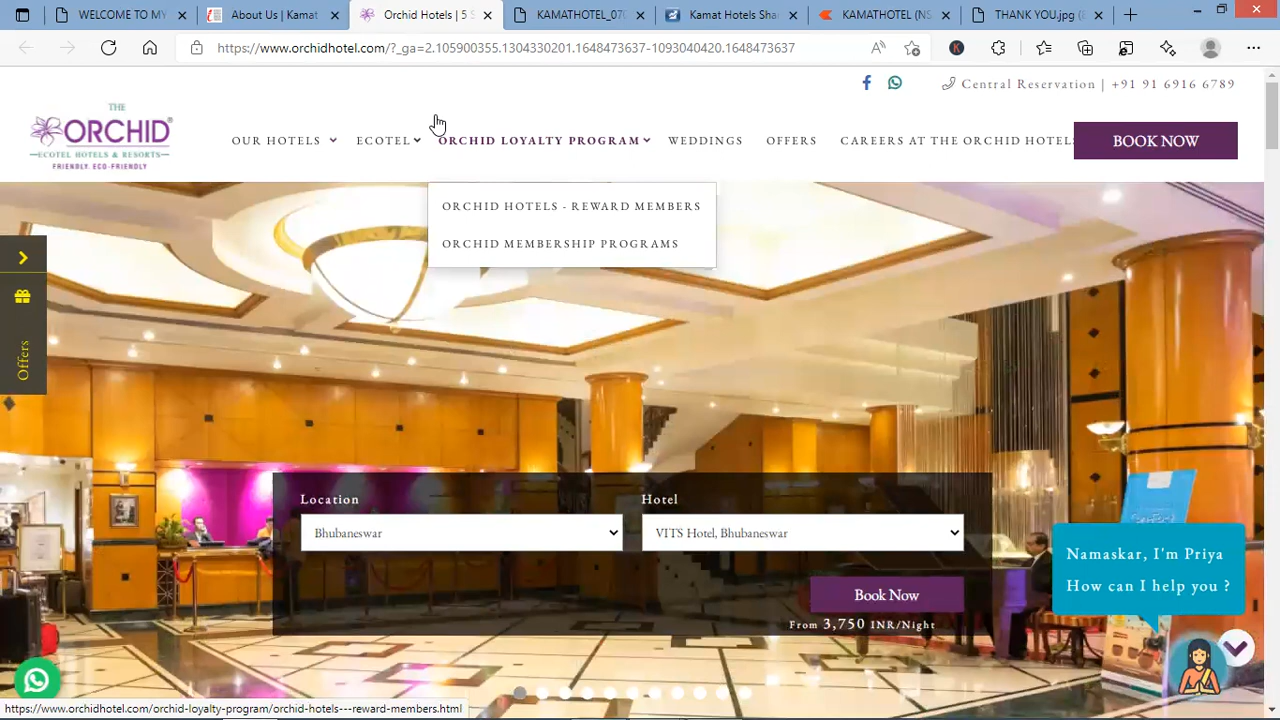 WELCOME TO MY
About Us | Kamat
Orchid Hotels | 5 S
KAMATHOTEL_070
Kamat Hotels Sha
KAMATHOTEL (NS
THANK YOU.jpg (E
https://www.orchidhotel.com/?_ga=2.105900355.1304330201.1648473637-1093040420.1648473637
Central Reservation | +91 91 6916 6789
THE
ORCHID
ECOTEL HOTELS & RESORTS
FRIENDLY. ECO-FRIENDLY
OUR HOTELS
ECOTEL
ORCHID LOYALTY PROGRAM
WEDDINGS
OFFERS
CAREERS AT THE ORCHID HOTEL
BOOK NOW
ORCHID HOTELS - REWARD MEMBERS
ORCHID MEMBERSHIP PROGRAMS
Offers
Location
Hotel
Bhubaneswar
VITS Hotel, Bhubaneswar
Book Now
From 3,750 INR/Night
Namaskar, I'm Priya
How can I help you ?
https://www.orchidhotel.com/orchid-loyalty-program/orchid-hotels---reward-members.html